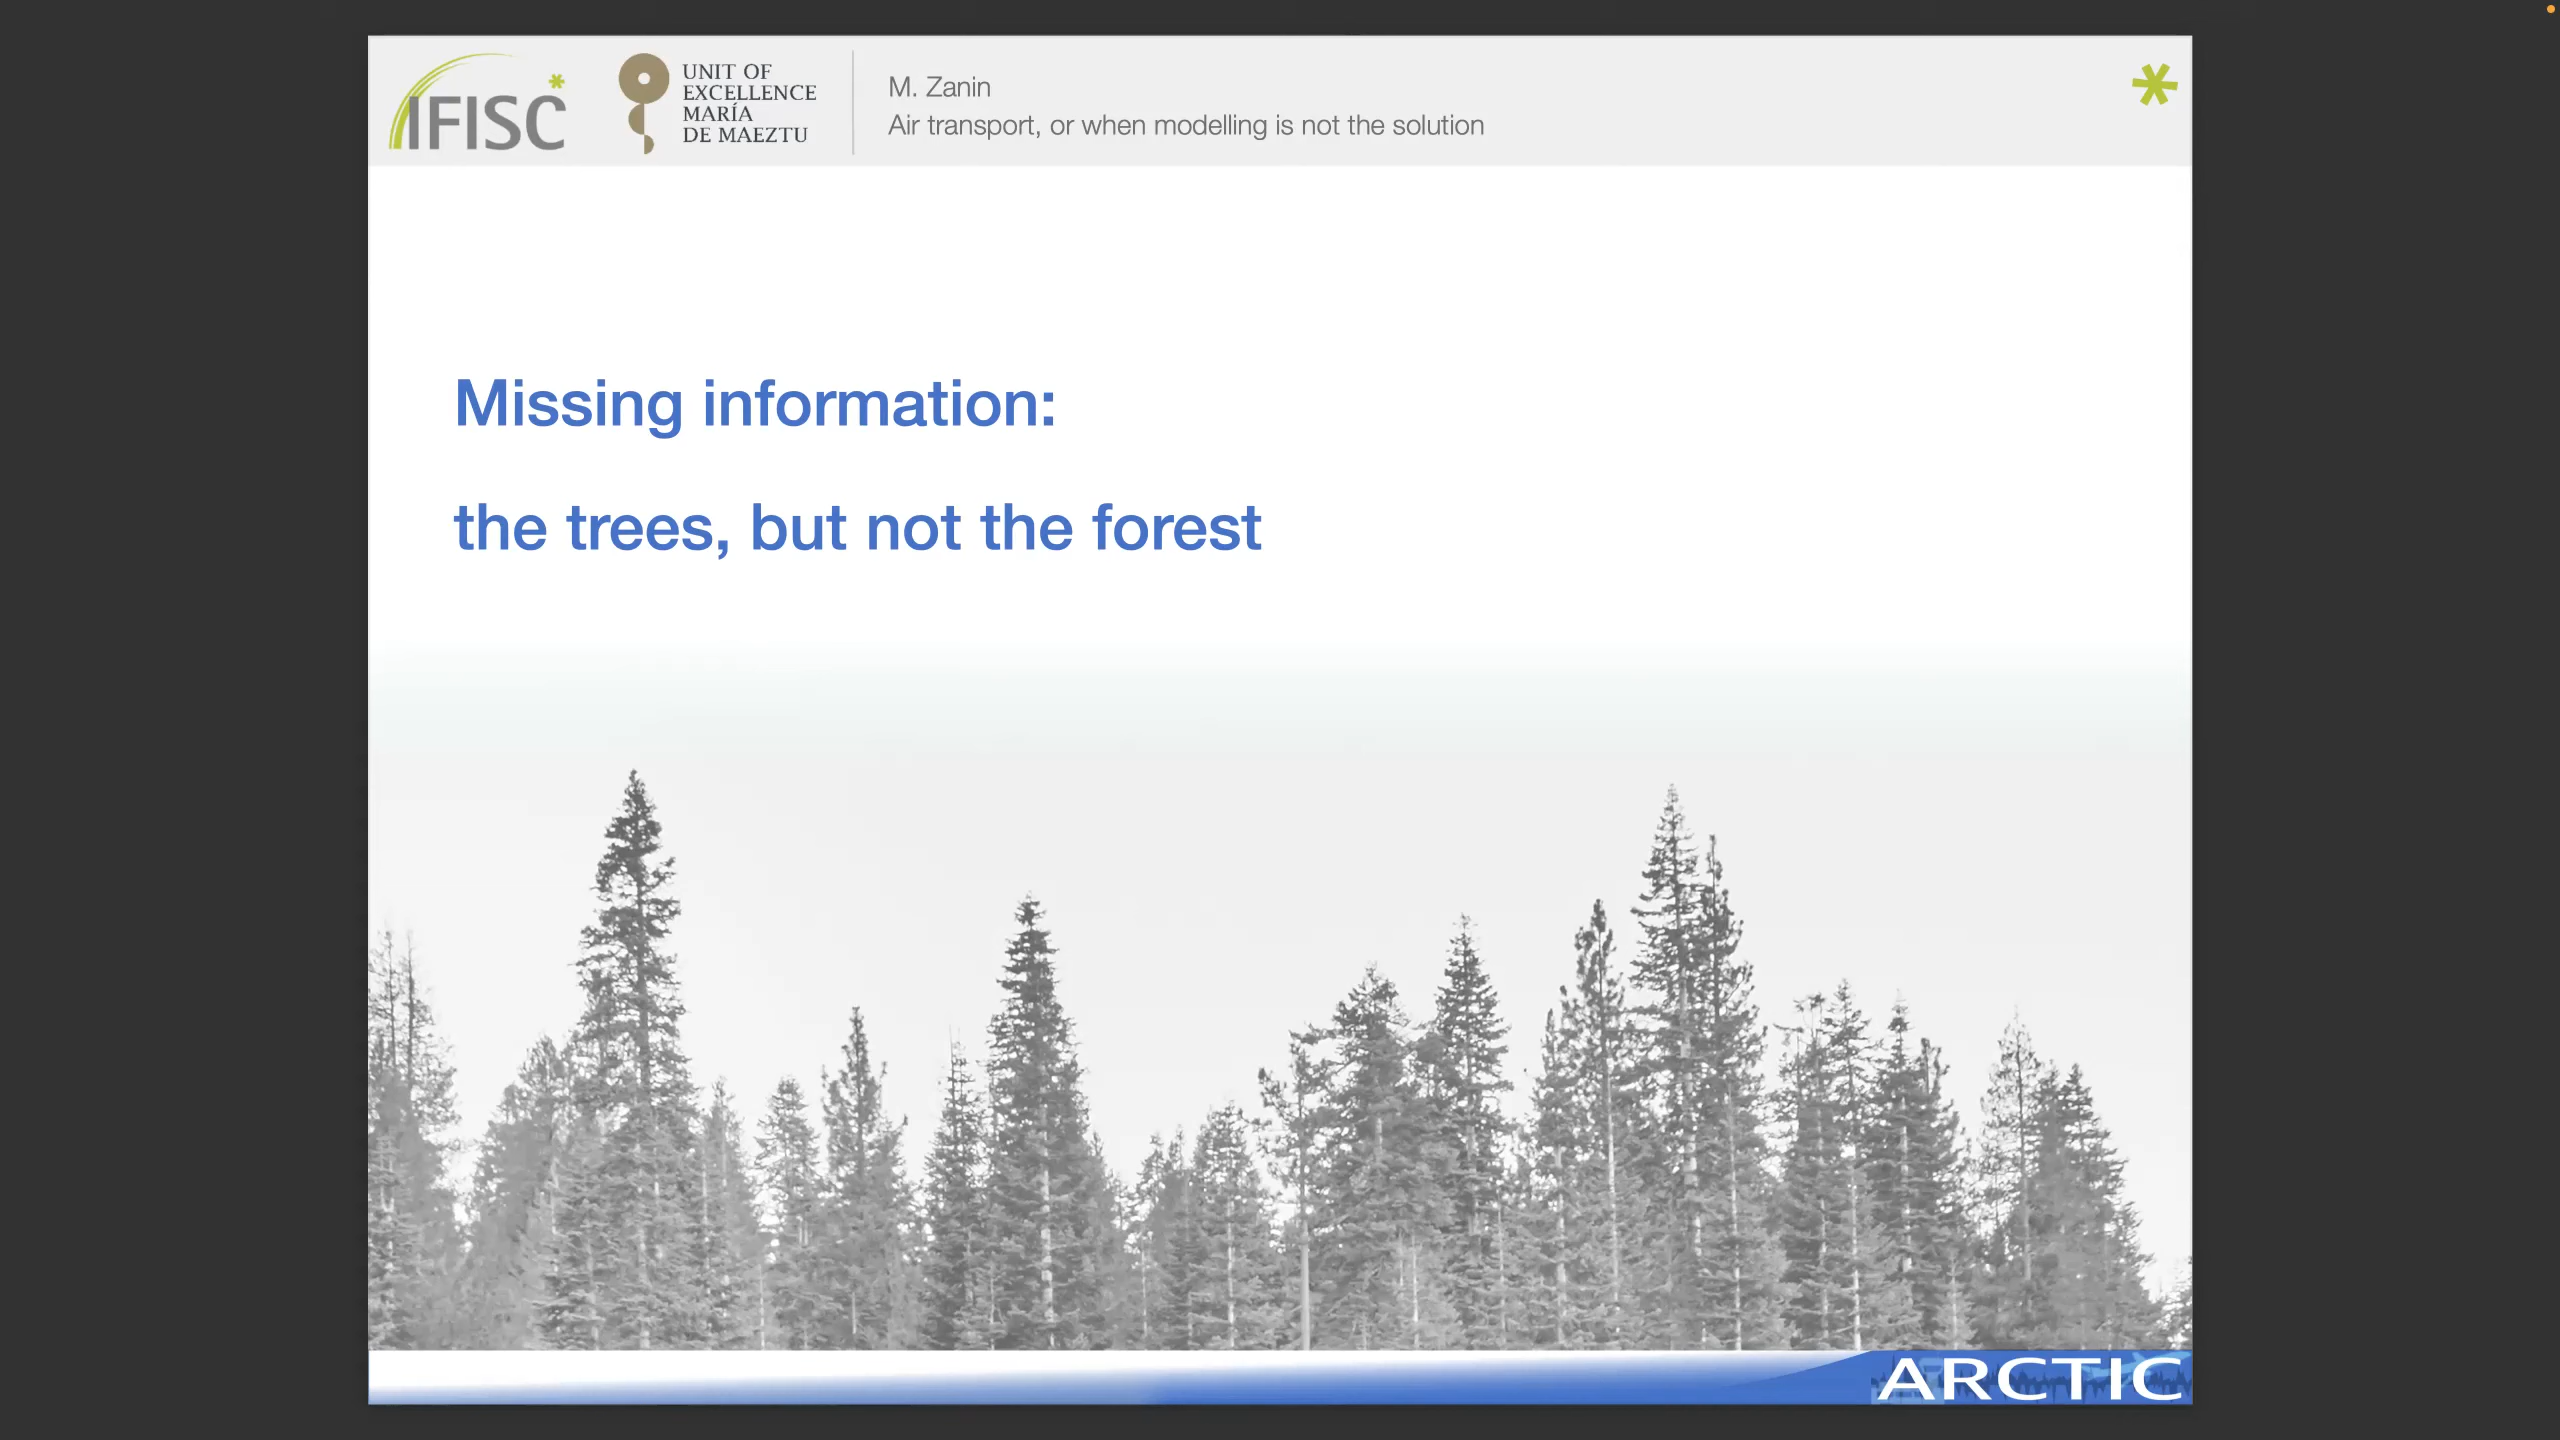 IFISC
UNIT OF
EXCELLENCE
MARÍA
DE MAEZTU
M. Zanin
Air transport, or when modelling is not the solution
Missing information:
the trees, but not the forest
ARCTIC